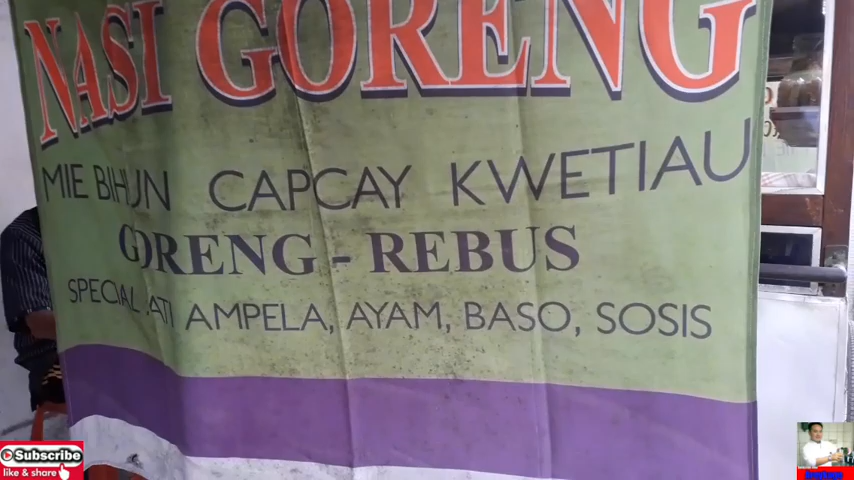 NASI GORENG
MIE BIHUN CAPCAY KWETIAU
GORENG - REBUS
SPECIAL ATI AMPELA, AYAM, BASO, SOSIS
Subscribe
like & share